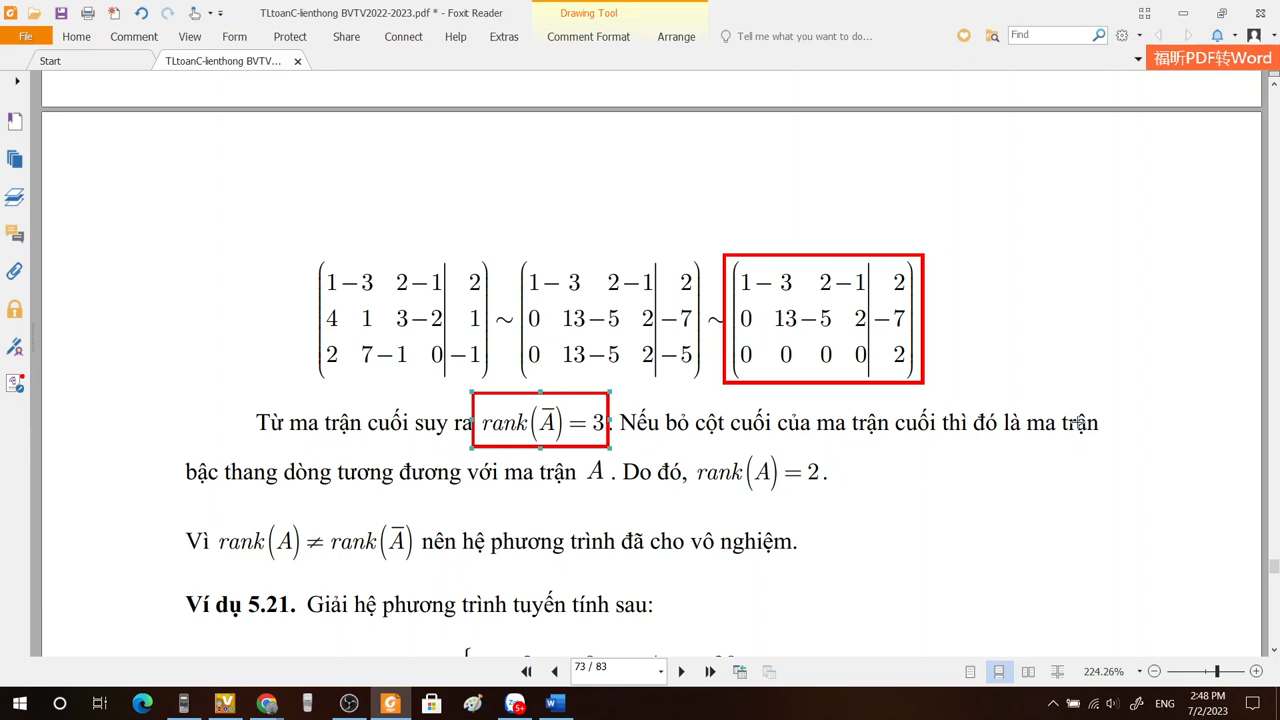 TLtoanC-lienthong BVTV2022-2023.pdf * - Foxit Reader
Drawing Tool
File Home Comment View Form Protect Share Connect Help Extras Comment Format Arrange Tell me what you want to do... Find
Start TLtoanC-lienthong BVTV...
福昕PDF转Word
1 − 3 2 − 1 | 2 1 − 3 2 − 1 | 2 1 − 3 2 − 1 | 2
4 1 3 − 2 | 1 ~ 0 13 − 5 2 | − 7 ~ 0 13 − 5 2 | − 7
2 7 − 1 0 | − 1 0 13 − 5 2 | − 5 0 0 0 0 | 2
Từ ma trận cuối suy ra rank(A̅) = 3. Nếu bỏ cột cuối của ma trận cuối thì đó là ma trận
bậc thang dòng tương đương với ma trận A . Do đó, rank(A) = 2.
Vì rank(A) ≠ rank(A̅) nên hệ phương trình đã cho vô nghiệm.
Ví dụ 5.21. Giải hệ phương trình tuyến tính sau:
73 / 83
224.26%
5+
ENG
2:48 PM
7/2/2023